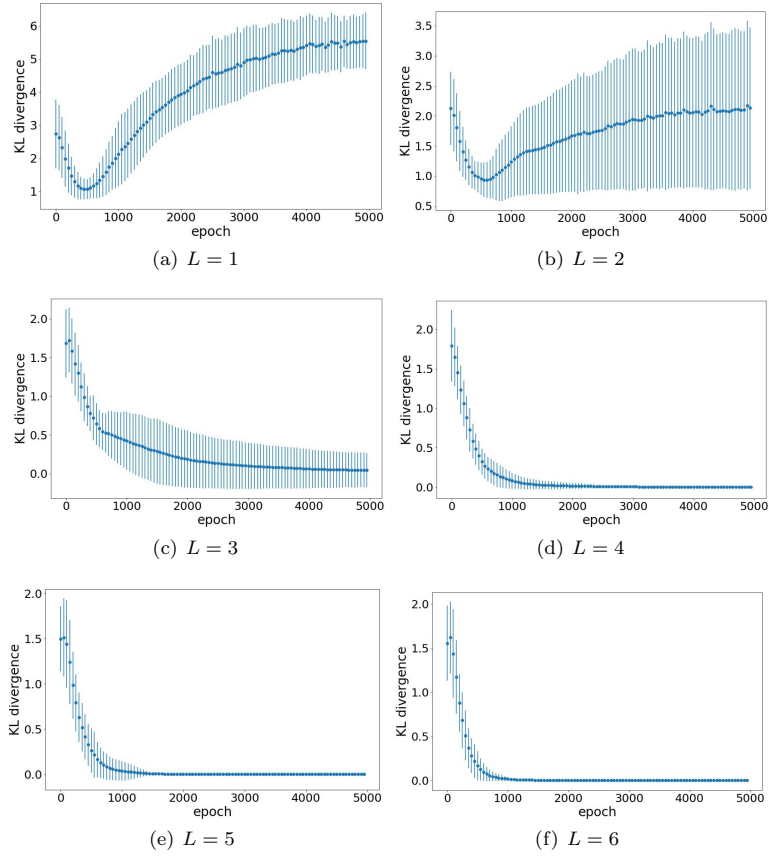 6
5
4
3
2
1
KL divergence
0 1000 2000 3000 4000 5000
epoch
(a) L = 1
3.5
3.0
2.5
2.0
1.5
1.0
0.5
KL divergence
0 1000 2000 3000 4000 5000
epoch
(b) L = 2
2.0
1.5
1.0
0.5
0.0
KL divergence
0 1000 2000 3000 4000 5000
epoch
(c) L = 3
2.0
1.5
1.0
0.5
0.0
KL divergence
0 1000 2000 3000 4000 5000
epoch
(d) L = 4
2.0
1.5
1.0
0.5
0.0
KL divergence
0 1000 2000 3000 4000 5000
epoch
(e) L = 5
2.0
1.5
1.0
0.5
0.0
KL divergence
0 1000 2000 3000 4000 5000
epoch
(f) L = 6